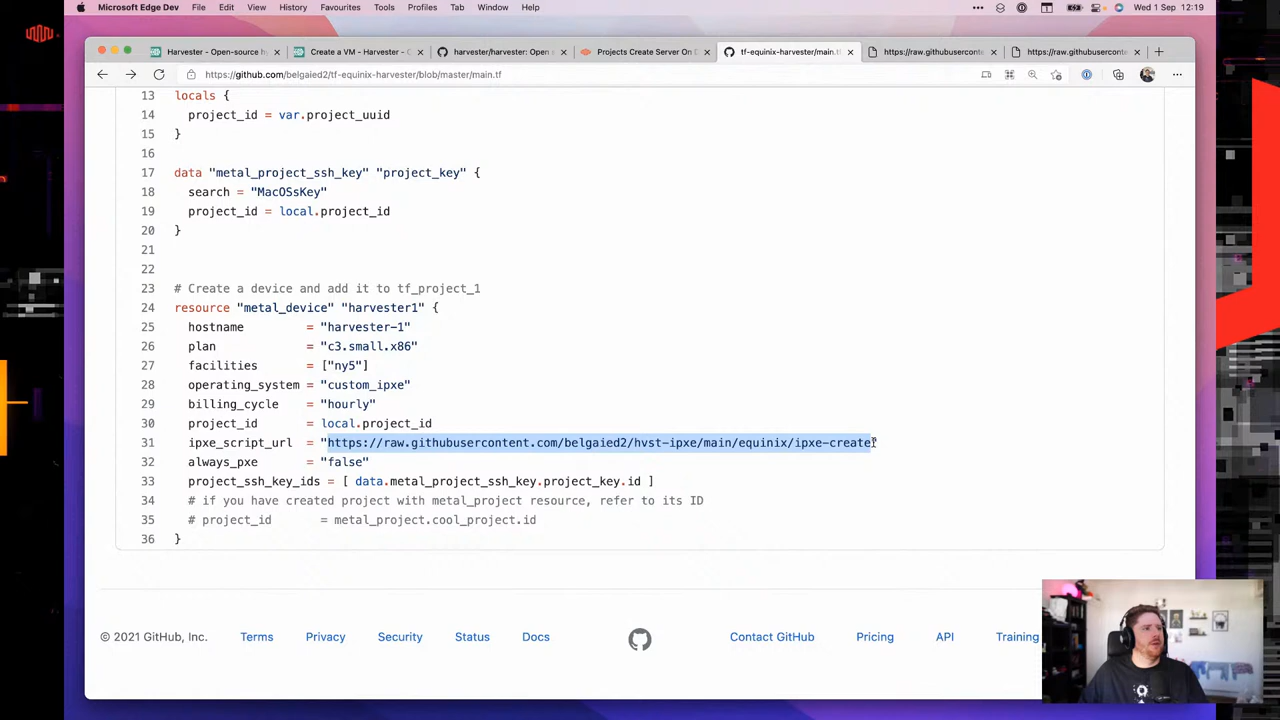 Microsoft Edge Dev File Edit View History Favourites Tools Profiles Tab Window Help Wed 1 Sep 12:19
Harvester - Open-source hy Create a VM - Harvester - C harvester/harvester: Open s Projects Create Server On D tf-equinix-harvester/main.tf https://raw.githubuserconte https://raw.githubuserconte
https://github.com/belgaied2/tf-equinix-harvester/blob/master/main.tf
13 locals {
14 project_id = var.project_uuid
15 }
16
17 data "metal_project_ssh_key" "project_key" {
18 search = "MacOSsKey"
19 project_id = local.project_id
20 }
21
22
23 # Create a device and add it to tf_project_1
24 resource "metal_device" "harvester1" {
25 hostname = "harvester-1"
26 plan = "c3.small.x86"
27 facilities = ["ny5"]
28 operating_system = "custom_ipxe"
29 billing_cycle = "hourly"
30 project_id = local.project_id
31 ipxe_script_url = "https://raw.githubusercontent.com/belgaied2/hvst-ipxe/main/equinix/ipxe-create"
32 always_pxe = "false"
33 project_ssh_key_ids = [ data.metal_project_ssh_key.project_key.id ]
34 # if you have created project with metal_project resource, refer to its ID
35 # project_id = metal_project.cool_project.id
36 }
© 2021 GitHub, Inc. Terms Privacy Security Status Docs Contact GitHub Pricing API Training